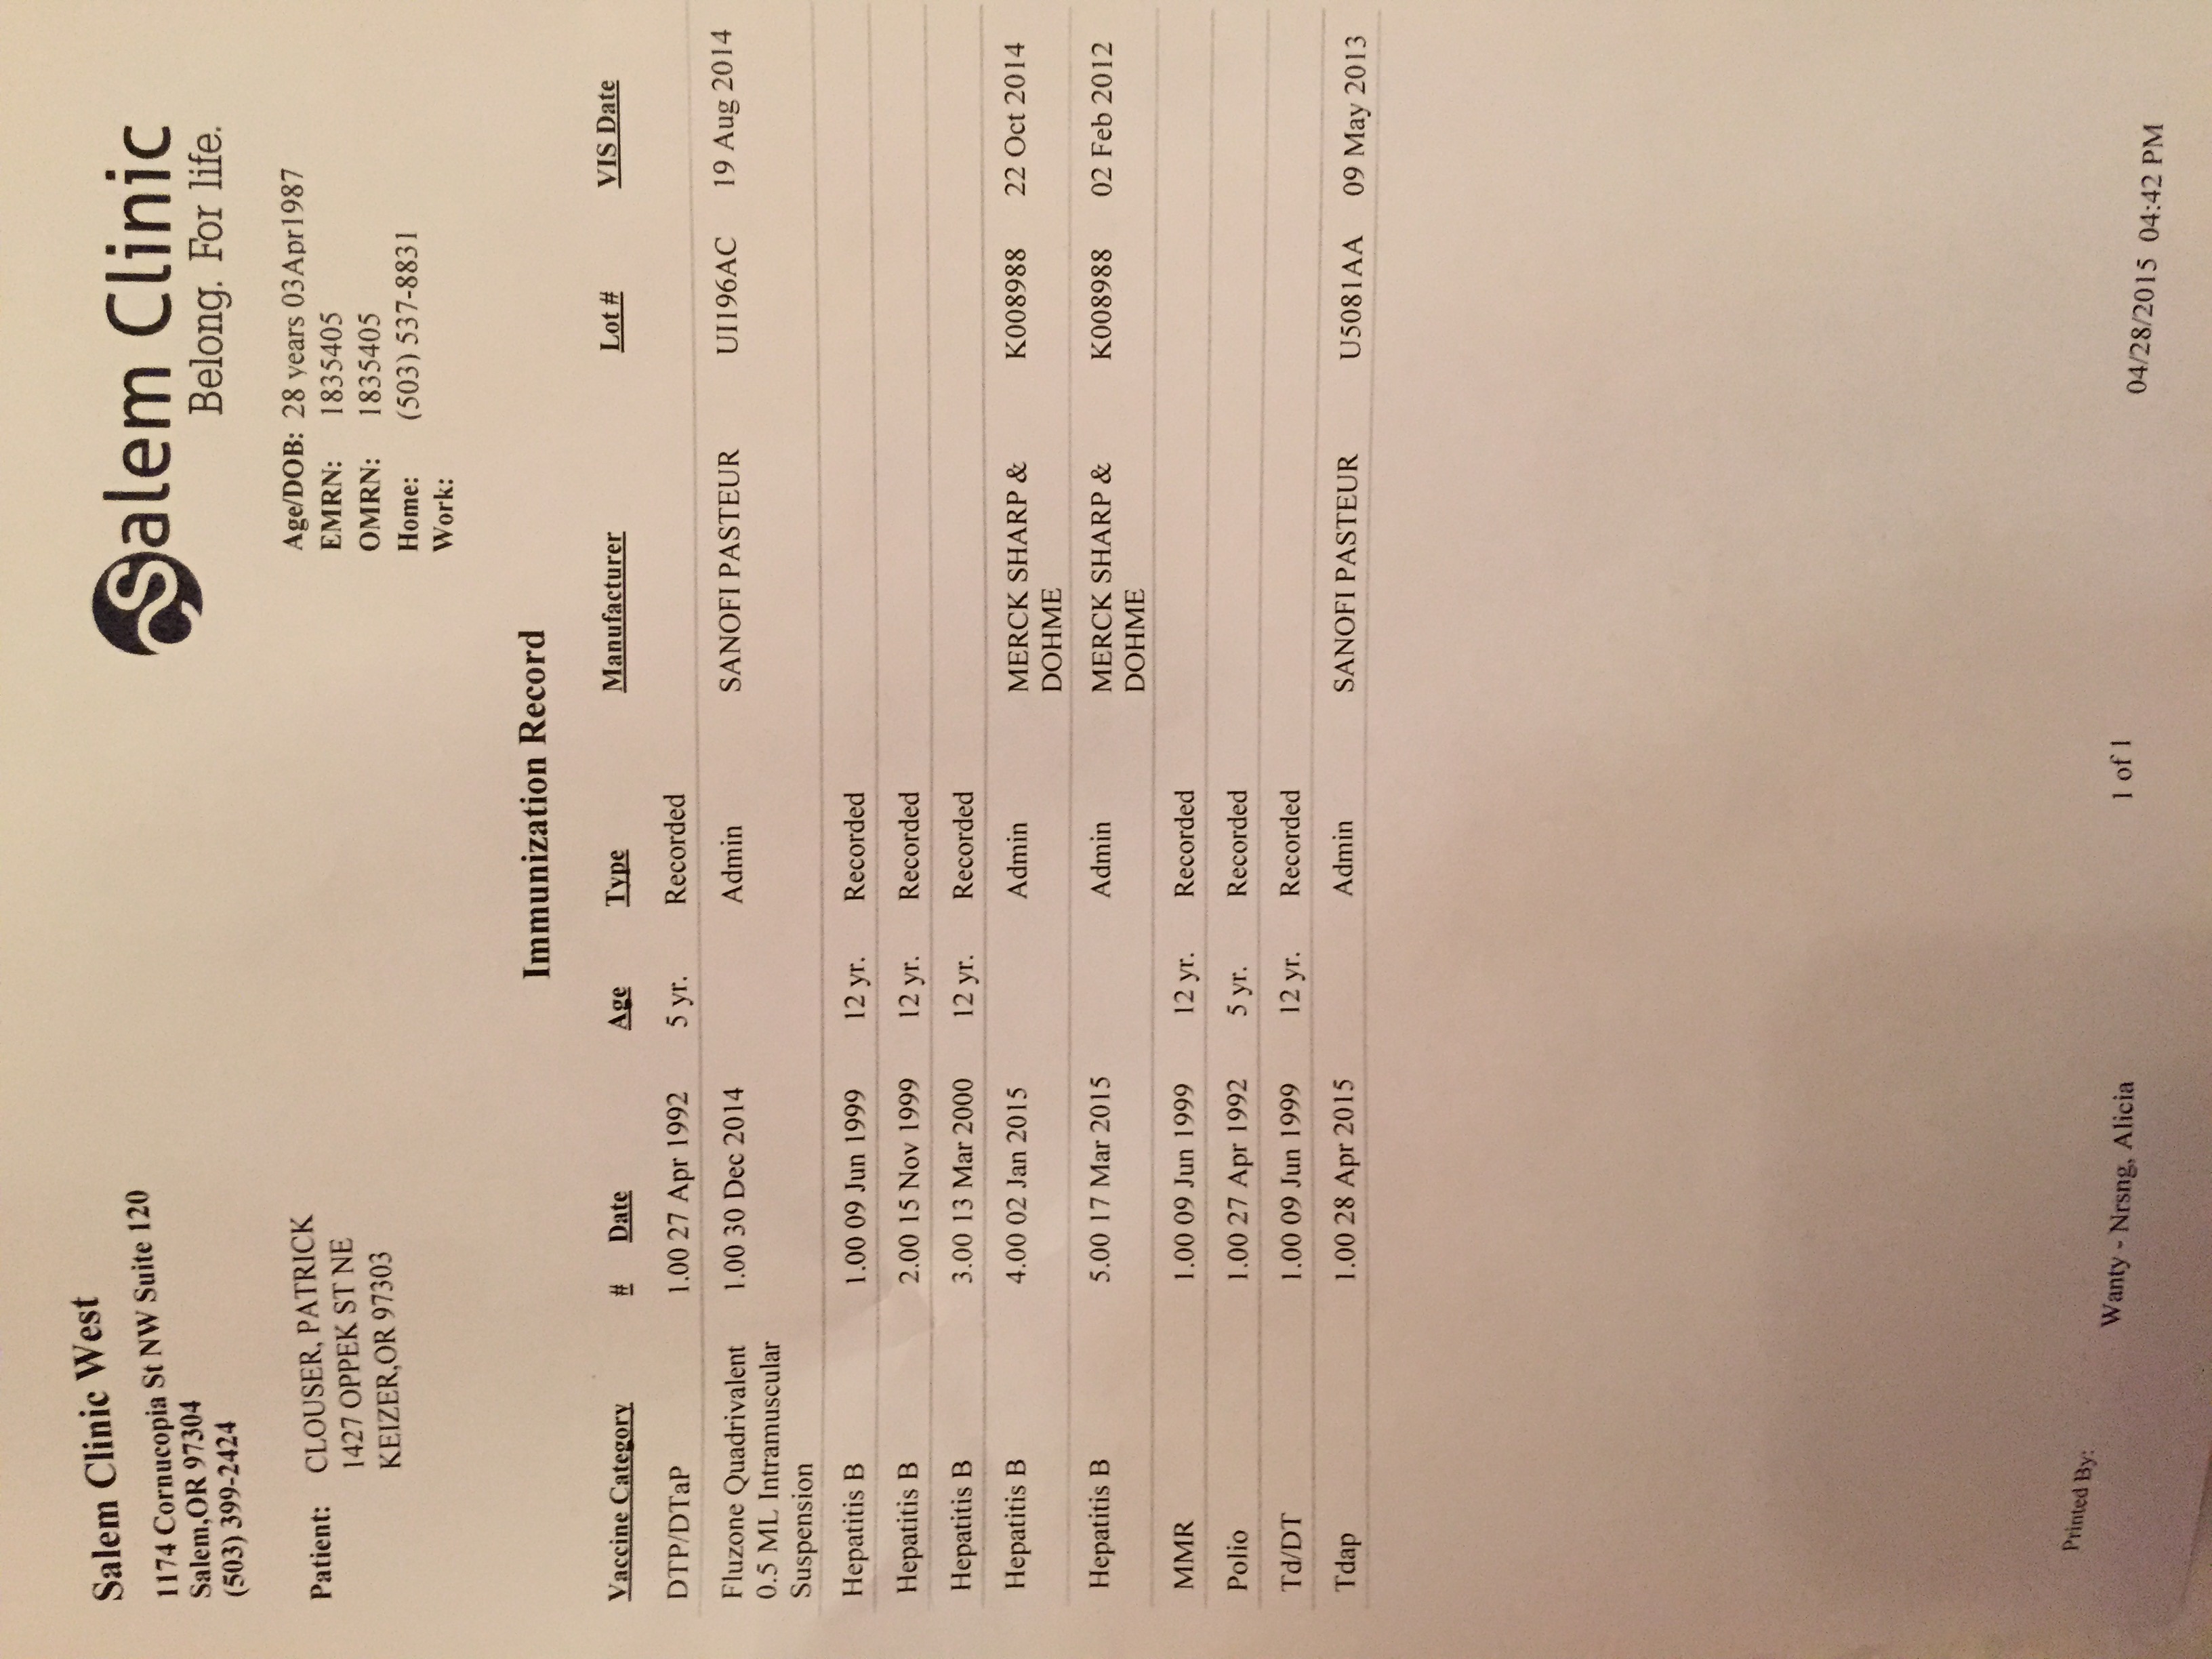 Salem Clinic West
1174 Cornucopia St NW Suite 120
Salem,OR 97304
(503) 399-2424
Salem Clinic
Belong. For life.
Patient: CLOUSER, PATRICK
1427 OPPEK ST NE
KEIZER,OR 97303
Age/DOB: 28 years 03Apr1987
EMRN: 1835405
OMRN: 1835405
Home: (503) 537-8831
Work:
Immunization Record
Vaccine Category # Date Age Type Manufacturer Lot # VIS Date
DTP/DTaP 1.00 27 Apr 1992 5 yr. Recorded
Fluzone Quadrivalent 1.00 30 Dec 2014 Admin SANOFI PASTEUR UI196AC 19 Aug 2014
0.5 ML Intramuscular
Suspension
Hepatitis B 1.00 09 Jun 1999 12 yr. Recorded
Hepatitis B 2.00 15 Nov 1999 12 yr. Recorded
Hepatitis B 3.00 13 Mar 2000 12 yr. Recorded
Hepatitis B 4.00 02 Jan 2015 Admin MERCK SHARP & K008988 22 Oct 2014
DOHME
Hepatitis B 5.00 17 Mar 2015 Admin MERCK SHARP & K008988 02 Feb 2012
DOHME
MMR 1.00 09 Jun 1999 12 yr. Recorded
Polio 1.00 27 Apr 1992 5 yr. Recorded
Td/DT 1.00 09 Jun 1999 12 yr. Recorded
Tdap 1.00 28 Apr 2015 Admin SANOFI PASTEUR U5081AA 09 May 2013
Printed By:
Wanty - Nrsng, Alicia 1 of 1 04/28/2015 04:42 PM